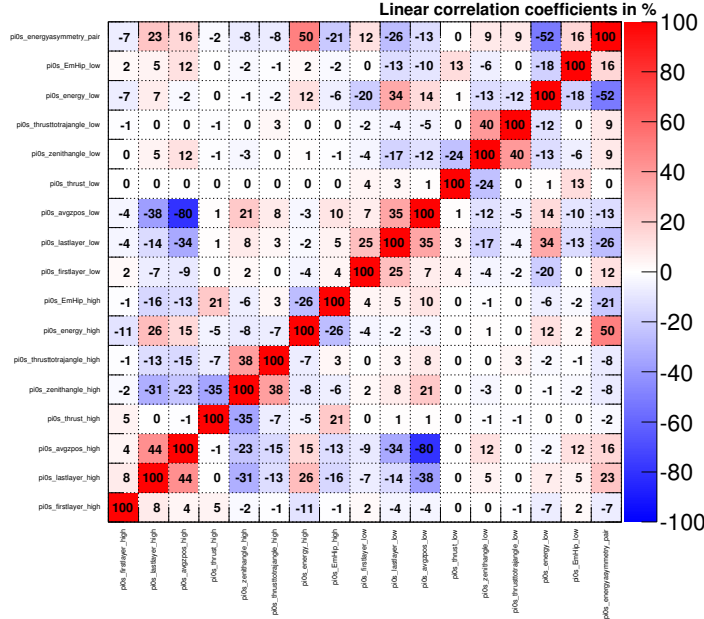 Linear correlation coefficients in %
pi0s_energyasymmetry_pair -7 23 16 -2 -8 -8 50 -21 12 -26 -13 0 9 9 -52 16 100
pi0s_EmHip_low 2 5 12 0 -2 -1 2 -2 0 -13 -10 13 -6 0 -18 100 16
pi0s_energy_low -7 7 -2 0 -1 -2 12 -6 -20 34 14 1 -13 -12 100 -18 -52
pi0s_thrusttotrajangle_low -1 0 0 0 0 3 0 0 -2 -4 -5 0 40 100 -12 0 9
pi0s_zenithangle_low 0 5 12 -1 -3 0 1 -1 -4 -17 -12 -24 100 40 -13 -6 9
pi0s_thrust_low 0 0 0 0 0 0 0 0 4 3 1 100 -24 0 1 13 0
pi0s_avgzpos_low -4 -38 -80 1 21 8 -3 10 7 35 100 1 -12 -5 14 -10 -13
pi0s_lastlayer_low -4 -14 -34 1 8 3 -2 5 25 100 35 3 -17 -4 34 -13 -26
pi0s_firstlayer_low 2 -7 -9 0 2 0 -4 4 100 25 7 4 -4 -2 -20 0 12
pi0s_EmHip_high -1 -16 -13 21 -6 3 -26 100 4 5 10 0 -1 0 -6 -2 -21
pi0s_energy_high -11 26 15 -5 -8 -7 100 -26 -4 -2 -3 0 1 0 12 2 50
pi0s_thrusttotrajangle_high -1 -13 -15 -7 38 100 -7 3 0 3 8 0 0 3 -2 -1 -8
pi0s_zenithangle_high -2 -31 -23 -35 100 38 -8 -6 2 8 21 0 -3 0 -1 -2 -8
pi0s_thrust_high 5 0 -1 100 -35 -7 -5 21 0 1 1 0 -1 -1 0 0 -2
pi0s_avgzpos_high 4 44 100 -1 -23 -15 15 -13 -9 -34 -80 0 12 0 -2 12 16
pi0s_lastlayer_high 8 100 44 0 -31 -13 26 -16 -7 -14 -38 0 5 0 7 5 23
pi0s_firstlayer_high 100 8 4 5 -2 -1 -11 -1 2 -4 -4 0 0 -1 -7 2 -7
pi0s_firstlayer_high
pi0s_lastlayer_high
pi0s_avgzpos_high
pi0s_thrust_high
pi0s_zenithangle_high
pi0s_thrusttotrajangle_high
pi0s_energy_high
pi0s_EmHip_high
pi0s_firstlayer_low
pi0s_lastlayer_low
pi0s_avgzpos_low
pi0s_thrust_low
pi0s_zenithangle_low
pi0s_thrusttotrajangle_low
pi0s_energy_low
pi0s_EmHip_low
pi0s_energyasymmetry_pair
100
80
60
40
20
0
-20
-40
-60
-80
-100